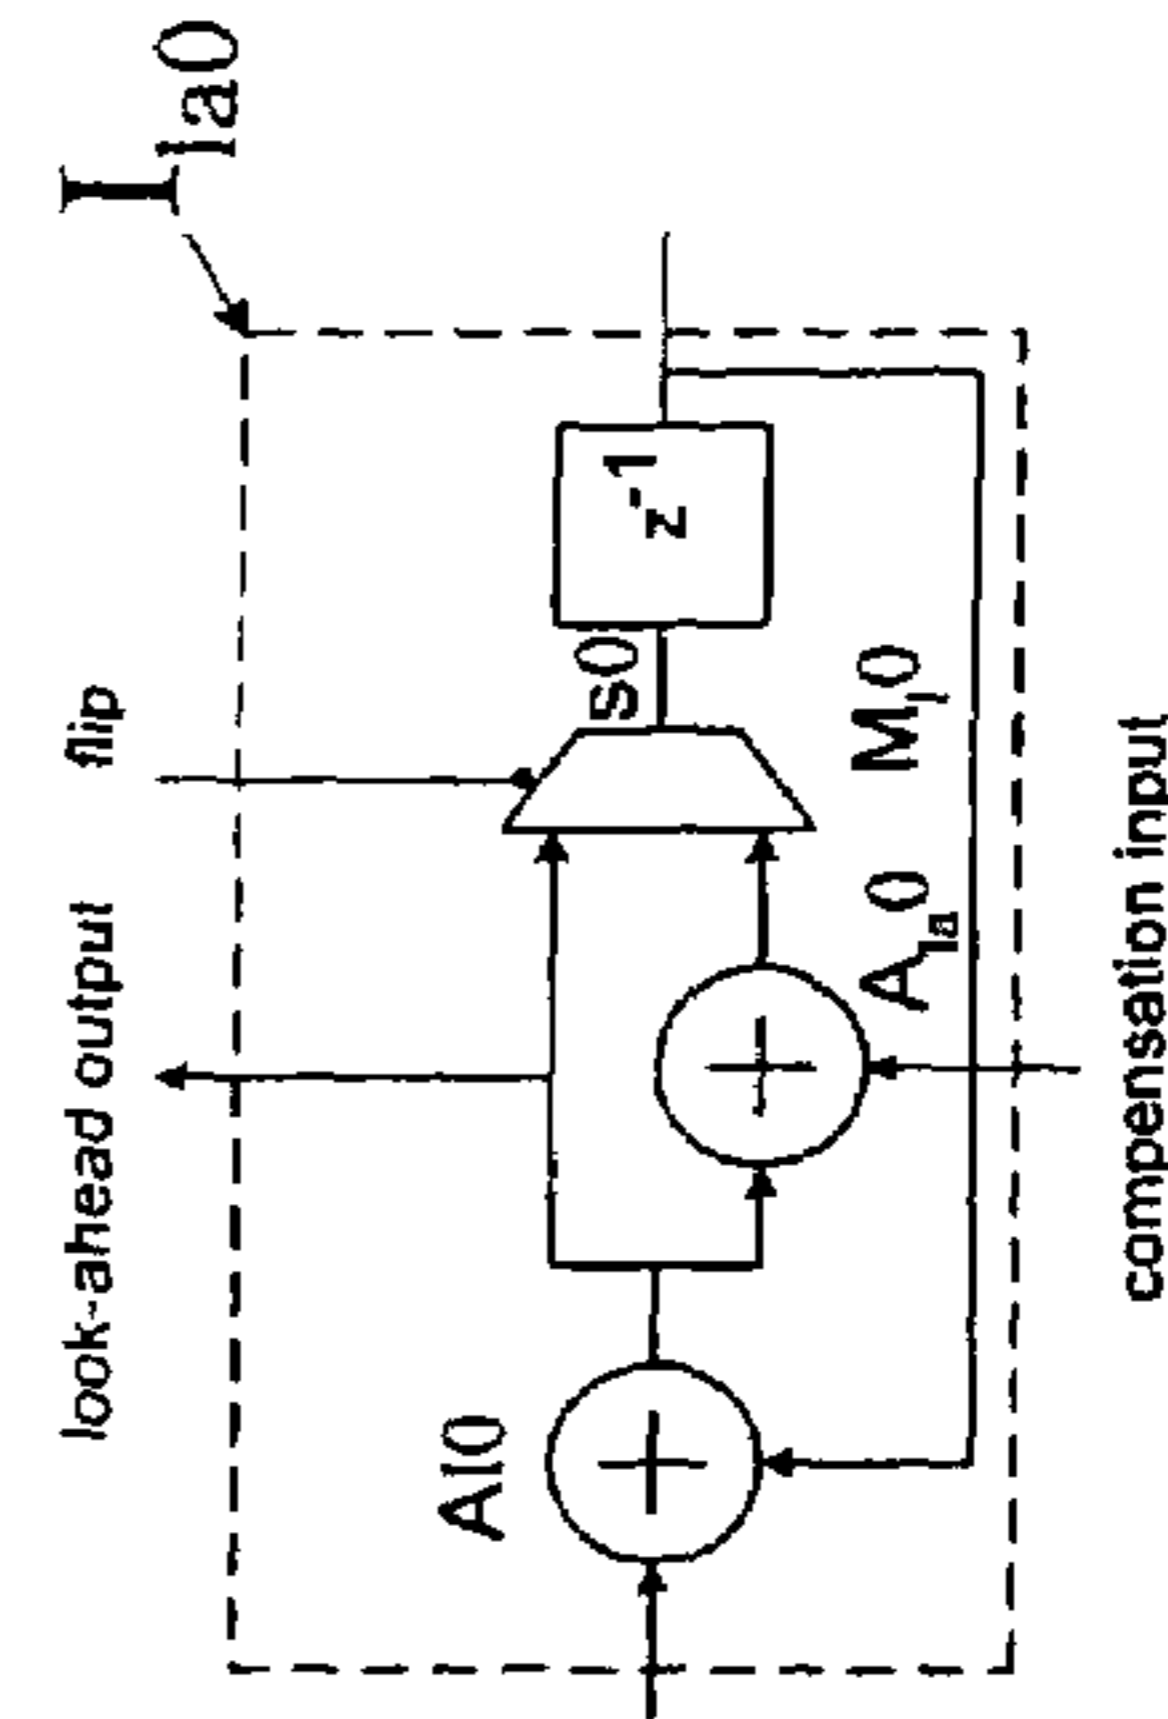 I_la0
look-ahead output
flip
AI0
A_la0
M_I0
s0
z^-1
compensation input